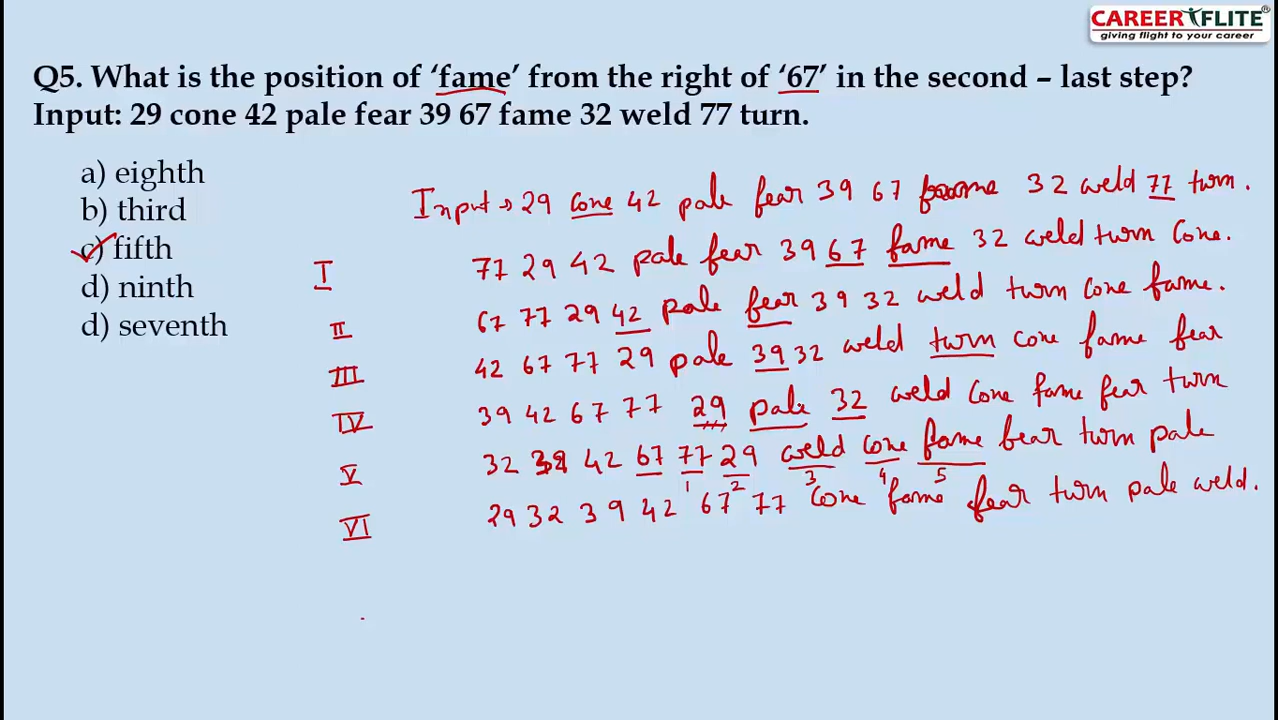 CAREER FLITE
giving flight to your career
Q5. What is the position of ‘fame’ from the right of ‘67’ in the second – last step?
Input: 29 cone 42 pale fear 39 67 fame 32 weld 77 turn.
a) eighth
b) third
c) fifth
d) ninth
d) seventh
Input → 29 cone 42 pale fear 39 67 fame 32 weld 77 turn.
I 77 29 42 pale fear 39 67 fame 32 weld turn cone.
II 67 77 29 42 pale fear 39 32 weld turn cone fame.
III 42 67 77 29 pale 39 32 weld turn cone fame fear
IV 39 42 67 77 29 pale 32 weld cone fame fear turn
V 32 39 42 67 77 29 weld cone fame fear turn pale
1 2 3 4 5
VI 29 32 39 42 67 77 cone fame fear turn pale weld.